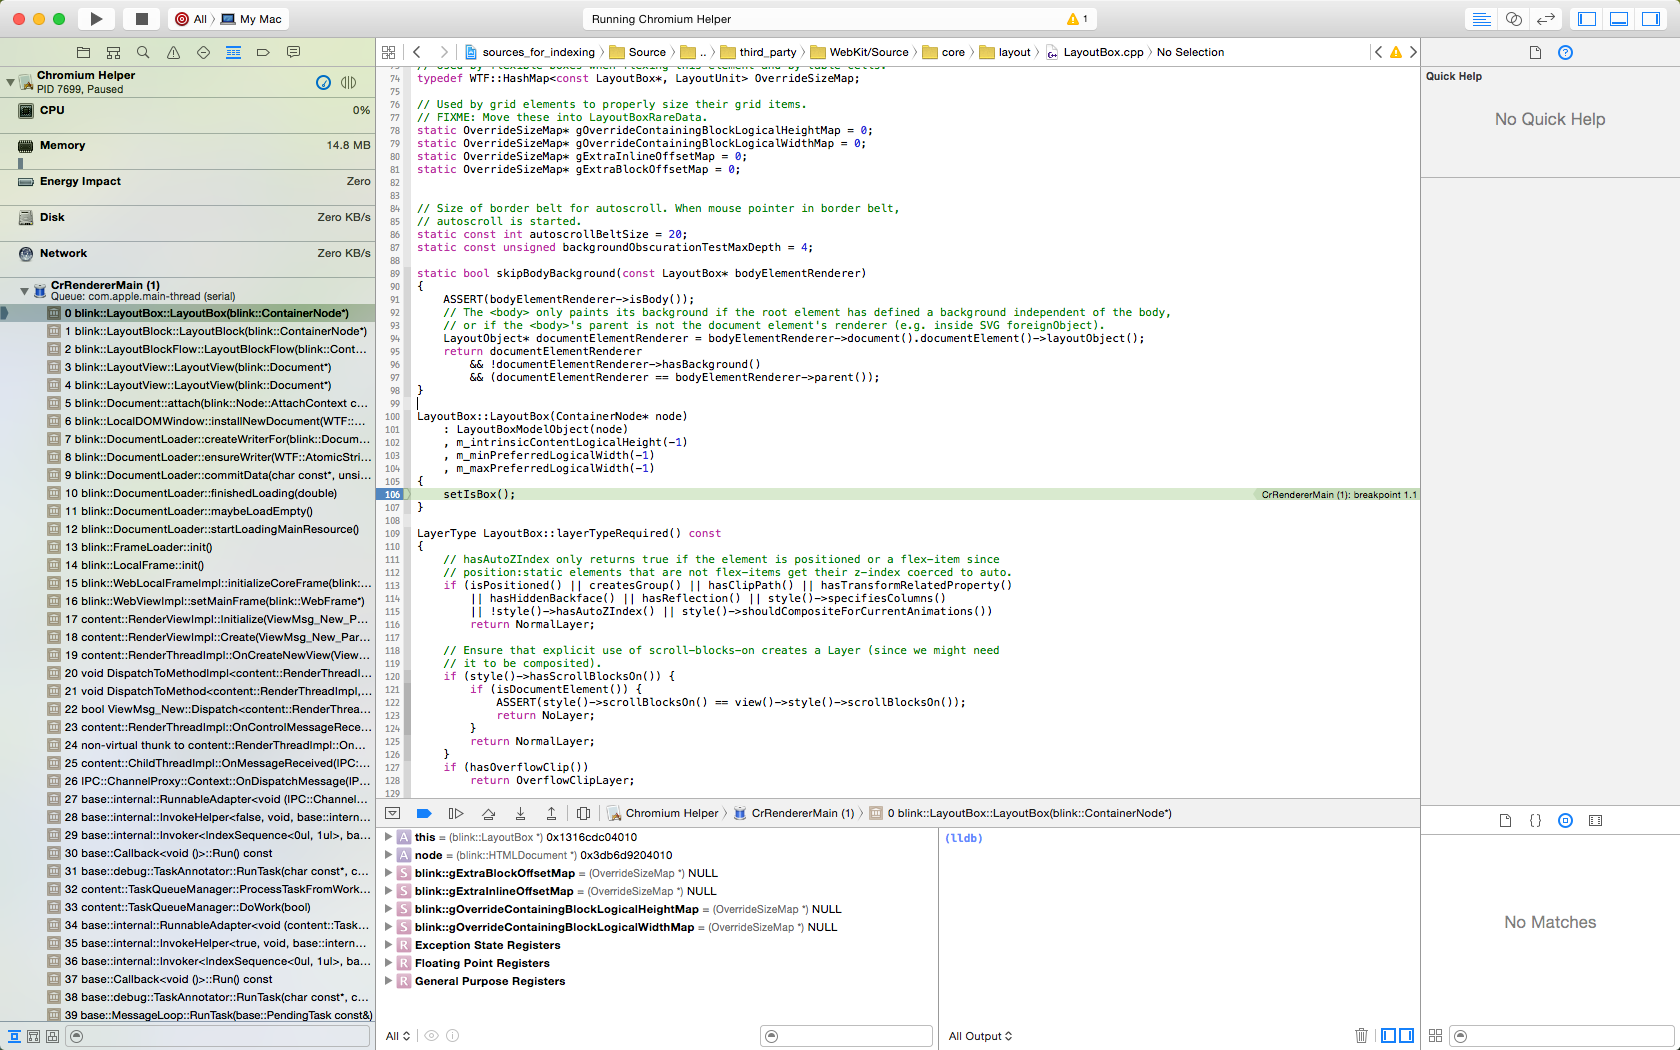 All
My Mac
Running Chromium Helper
1
sources_for_indexing
Source
..
third_party
WebKit/Source
core
layout
LayoutBox.cpp
No Selection
Chromium Helper
PID 7699, Paused
CPU
0%
Memory
14.8 MB
Energy Impact
Zero
Disk
Zero KB/s
Network
Zero KB/s
CrRendererMain (1)
Queue: com.apple.main-thread (serial)
0 blink::LayoutBox::LayoutBox(blink::ContainerNode*)
1 blink::LayoutBlock::LayoutBlock(blink::ContainerNode*)
2 blink::LayoutBlockFlow::LayoutBlockFlow(blink::Cont...
3 blink::LayoutView::LayoutView(blink::Document*)
4 blink::LayoutView::LayoutView(blink::Document*)
5 blink::Document::attach(blink::Node::AttachContext c...
6 blink::LocalDOMWindow::installNewDocument(WTF::...
7 blink::DocumentLoader::createWriterFor(blink::Docum...
8 blink::DocumentLoader::ensureWriter(WTF::AtomicStri...
9 blink::DocumentLoader::commitData(char const*, unsi...
10 blink::DocumentLoader::finishedLoading(double)
11 blink::DocumentLoader::maybeLoadEmpty()
12 blink::DocumentLoader::startLoadingMainResource()
13 blink::FrameLoader::init()
14 blink::LocalFrame::init()
15 blink::WebLocalFrameImpl::initializeCoreFrame(blink:...
16 blink::WebViewImpl::setMainFrame(blink::WebFrame*)
17 content::RenderViewImpl::Initialize(ViewMsg_New_P...
18 content::RenderViewImpl::Create(ViewMsg_New_Par...
19 content::RenderThreadImpl::OnCreateNewView(View...
20 void DispatchToMethodImpl<content::RenderThreadI...
21 void DispatchToMethod<content::RenderThreadImpl,...
22 bool ViewMsg_New::Dispatch<content::RenderThrea...
23 content::RenderThreadImpl::OnControlMessageRece...
24 non-virtual thunk to content::RenderThreadImpl::On...
25 content::ChildThreadImpl::OnMessageReceived(IPC:...
26 IPC::ChannelProxy::Context::OnDispatchMessage(IP...
27 base::internal::RunnableAdapter<void (IPC::Channel...
28 base::internal::InvokeHelper<false, void, base::intern...
29 base::internal::Invoker<IndexSequence<0ul, 1ul>, ba...
30 base::Callback<void ()>::Run() const
31 base::debug::TaskAnnotator::RunTask(char const*, c...
32 content::TaskQueueManager::ProcessTaskFromWork...
33 content::TaskQueueManager::DoWork(bool)
34 base::internal::RunnableAdapter<void (content::Task...
35 base::internal::InvokeHelper<true, void, base::intern...
36 base::internal::Invoker<IndexSequence<0ul, 1ul>, ba...
37 base::Callback<void ()>::Run() const
38 base::debug::TaskAnnotator::RunTask(char const*, c...
39 base::MessageLoop::RunTask(base::PendingTask const&)
74 typedef WTF::HashMap<const LayoutBox*, LayoutUnit> OverrideSizeMap;
75
76 // Used by grid elements to properly size their grid items.
77 // FIXME: Move these into LayoutBoxRareData.
78 static OverrideSizeMap* gOverrideContainingBlockLogicalHeightMap = 0;
79 static OverrideSizeMap* gOverrideContainingBlockLogicalWidthMap = 0;
80 static OverrideSizeMap* gExtraInlineOffsetMap = 0;
81 static OverrideSizeMap* gExtraBlockOffsetMap = 0;
82
83
84 // Size of border belt for autoscroll. When mouse pointer in border belt,
85 // autoscroll is started.
86 static const int autoscrollBeltSize = 20;
87 static const unsigned backgroundObscurationTestMaxDepth = 4;
88
89 static bool skipBodyBackground(const LayoutBox* bodyElementRenderer)
90 {
91 ASSERT(bodyElementRenderer->isBody());
92 // The <body> only paints its background if the root element has defined a background independent of the body,
93 // or if the <body>'s parent is not the document element's renderer (e.g. inside SVG foreignObject).
94 LayoutObject* documentElementRenderer = bodyElementRenderer->document().documentElement()->layoutObject();
95 return documentElementRenderer
96 && !documentElementRenderer->hasBackground()
97 && (documentElementRenderer == bodyElementRenderer->parent());
98 }
99
100 LayoutBox::LayoutBox(ContainerNode* node)
101 : LayoutBoxModelObject(node)
102 , m_intrinsicContentLogicalHeight(-1)
103 , m_minPreferredLogicalWidth(-1)
104 , m_maxPreferredLogicalWidth(-1)
105 {
106 setIsBox();
CrRendererMain (1): breakpoint 1.1
107 }
108
109 LayerType LayoutBox::layerTypeRequired() const
110 {
111 // hasAutoZIndex only returns true if the element is positioned or a flex-item since
112 // position:static elements that are not flex-items get their z-index coerced to auto.
113 if (isPositioned() || createsGroup() || hasClipPath() || hasTransformRelatedProperty()
114 || hasHiddenBackface() || hasReflection() || style()->specifiesColumns()
115 || !style()->hasAutoZIndex() || style()->shouldCompositeForCurrentAnimations())
116 return NormalLayer;
117
118 // Ensure that explicit use of scroll-blocks-on creates a Layer (since we might need
119 // it to be composited).
120 if (style()->hasScrollBlocksOn()) {
121 if (isDocumentElement()) {
122 ASSERT(style()->scrollBlocksOn() == view()->style()->scrollBlocksOn());
123 return NoLayer;
124 }
125 return NormalLayer;
126 }
127 if (hasOverflowClip())
128 return OverflowClipLayer;
129
Chromium Helper
CrRendererMain (1)
0 blink::LayoutBox::LayoutBox(blink::ContainerNode*)
A this = (blink::LayoutBox *) 0x1316cdc04010
A node = (blink::HTMLDocument *) 0x3db6d9204010
S blink::gExtraBlockOffsetMap = (OverrideSizeMap *) NULL
S blink::gExtraInlineOffsetMap = (OverrideSizeMap *) NULL
S blink::gOverrideContainingBlockLogicalHeightMap = (OverrideSizeMap *) NULL
S blink::gOverrideContainingBlockLogicalWidthMap = (OverrideSizeMap *) NULL
R Exception State Registers
R Floating Point Registers
R General Purpose Registers
All
(lldb)
All Output
Quick Help
No Quick Help
No Matches